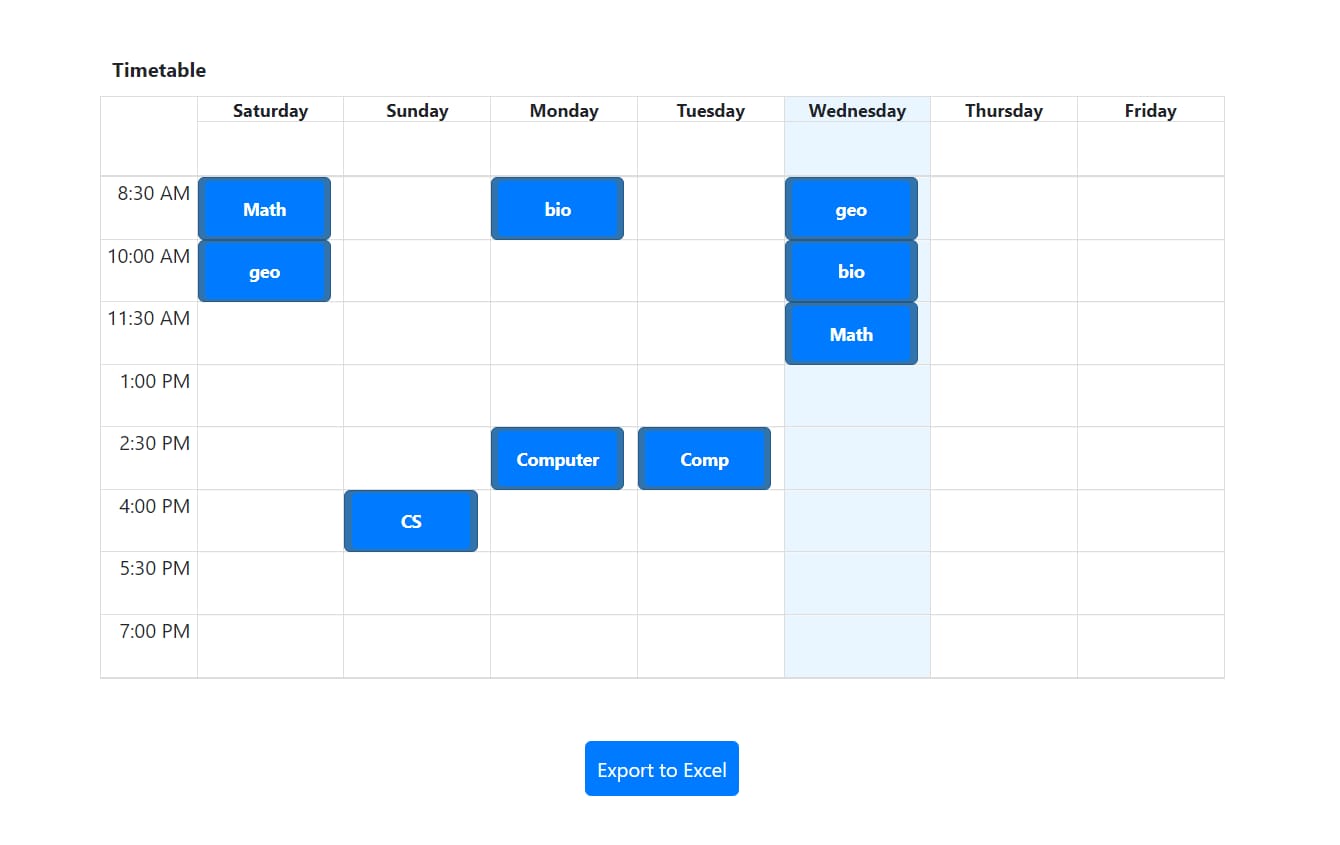 Timetable
Saturday Sunday Monday Tuesday Wednesday Thursday Friday
8:30 AM Math bio geo
10:00 AM geo bio
11:30 AM Math
1:00 PM
2:30 PM Computer Comp
4:00 PM CS
5:30 PM
7:00 PM
Export to Excel